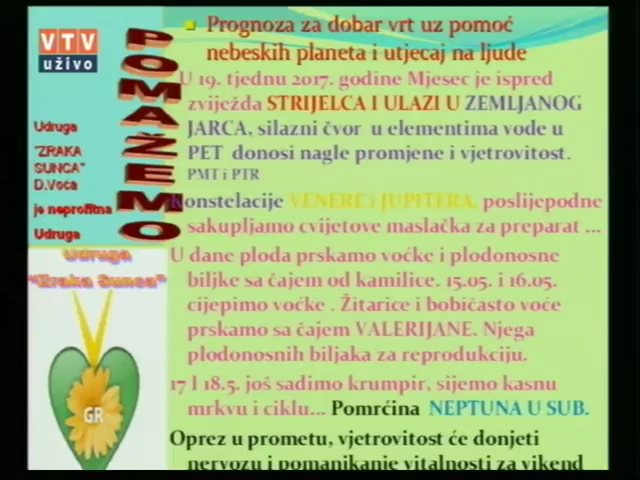 VTV
uživo
POMAŽEMO
Udruga
"ZRAKA
SUNCA"
D.Voća
je neprofitna
Udruga
Udruga
"Zraka Sunca"
GR
Prognoza za dobar vrt uz pomoć
nebeskih planeta i utjecaj na ljude
U 19. tjednu 2017. godine Mjesec je ispred
zviježđa STRIJELCA I ULAZI U ZEMLJANOG
JARCA, silazni čvor u elementima vode u
PET donosi nagle promjene i vjetrovitost.
PMT i PTR
Konstelacije VENERE i JUPITERA, poslijepodne
sakupljamo cvijetove maslačka za preparat ...
U dane ploda prskamo voćke i plodonosne
biljke sa čajem od kamilice. 15.05. i 16.05.
cijepimo voćke . Žitarice i bobičasto voće
prskamo sa čajem VALERIJANE. Njega
plodonosnih biljaka za reprodukciju.
17 I 18.5. još sadimo krumpir, sijemo kasnu
mrkvu i ciklu... Pomrćina NEPTUNA U SUB.
Oprez u prometu, vjetrovitost će donjeti
nervozu i pomanjkanje vitalnosti za vikend